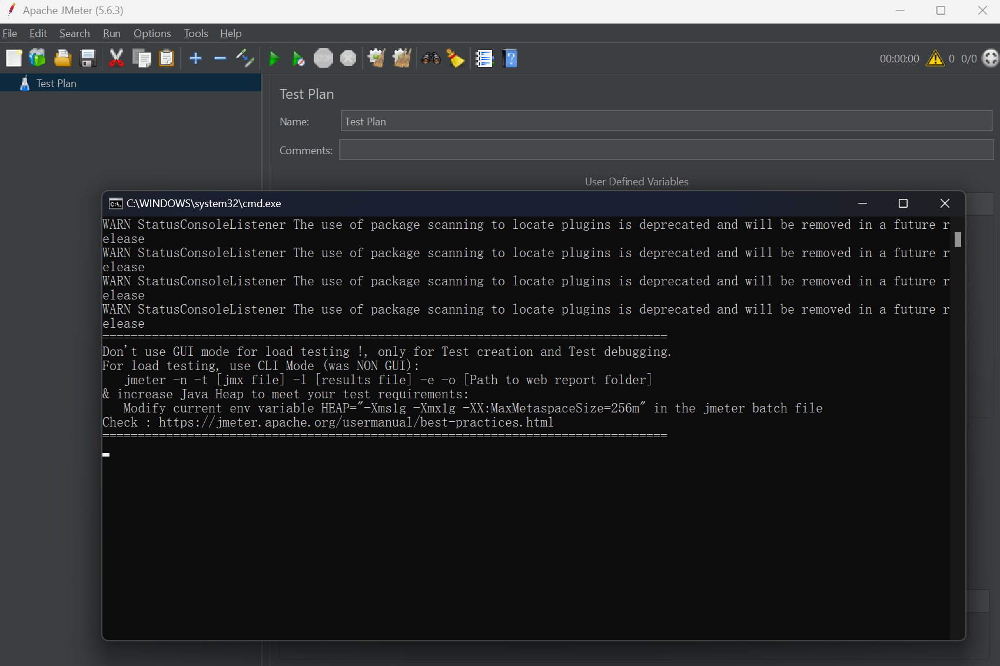 Apache JMeter (5.6.3)
File Edit Search Run Options Tools Help
STOP
00:00:00 0 0/0
Test Plan
Test Plan
Name: Test Plan
Comments:
User Defined Variables
C:\WINDOWS\system32\cmd.exe
WARN StatusConsoleListener The use of package scanning to locate plugins is deprecated and will be removed in a future r
elease
WARN StatusConsoleListener The use of package scanning to locate plugins is deprecated and will be removed in a future r
elease
WARN StatusConsoleListener The use of package scanning to locate plugins is deprecated and will be removed in a future r
elease
WARN StatusConsoleListener The use of package scanning to locate plugins is deprecated and will be removed in a future r
elease
================================================================================
Don't use GUI mode for load testing !, only for Test creation and Test debugging.
For load testing, use CLI Mode (was NON GUI):
   jmeter -n -t [jmx file] -l [results file] -e -o [Path to web report folder]
& increase Java Heap to meet your test requirements:
   Modify current env variable HEAP="-Xms1g -Xmx1g -XX:MaxMetaspaceSize=256m" in the jmeter batch file
Check : https://jmeter.apache.org/usermanual/best-practices.html
================================================================================